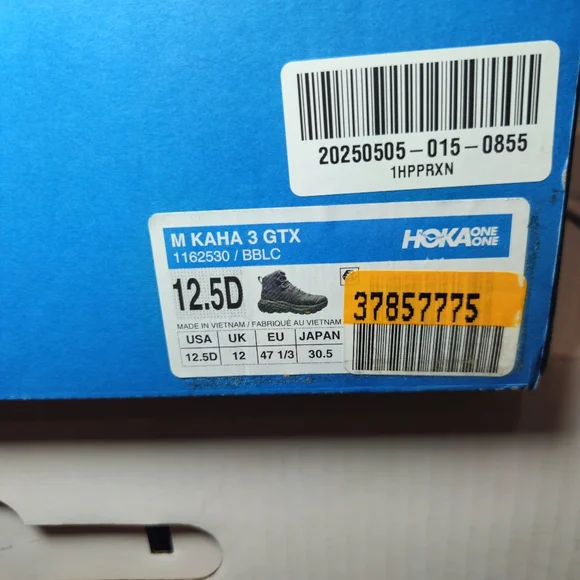 20250505-015-0855
1HPPRXN
M KAHA 3 GTX
HOKA ONE ONE
1162530 / BBLC
12.5D
37857775
MADE IN VIETNAM / FABRIQUÉ AU VIETNAM
USA UK EU JAPAN
12.5D 12 47 1/3 30.5